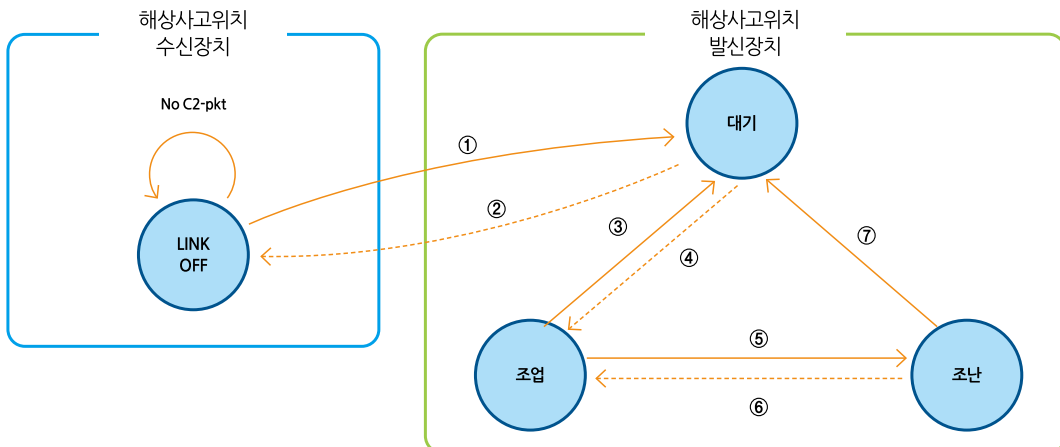 해상사고위치
수신장치
No C2-pkt
LINK
OFF
①
②
해상사고위치
발신장치
대기
③
④
⑦
조업
⑤
⑥
조난